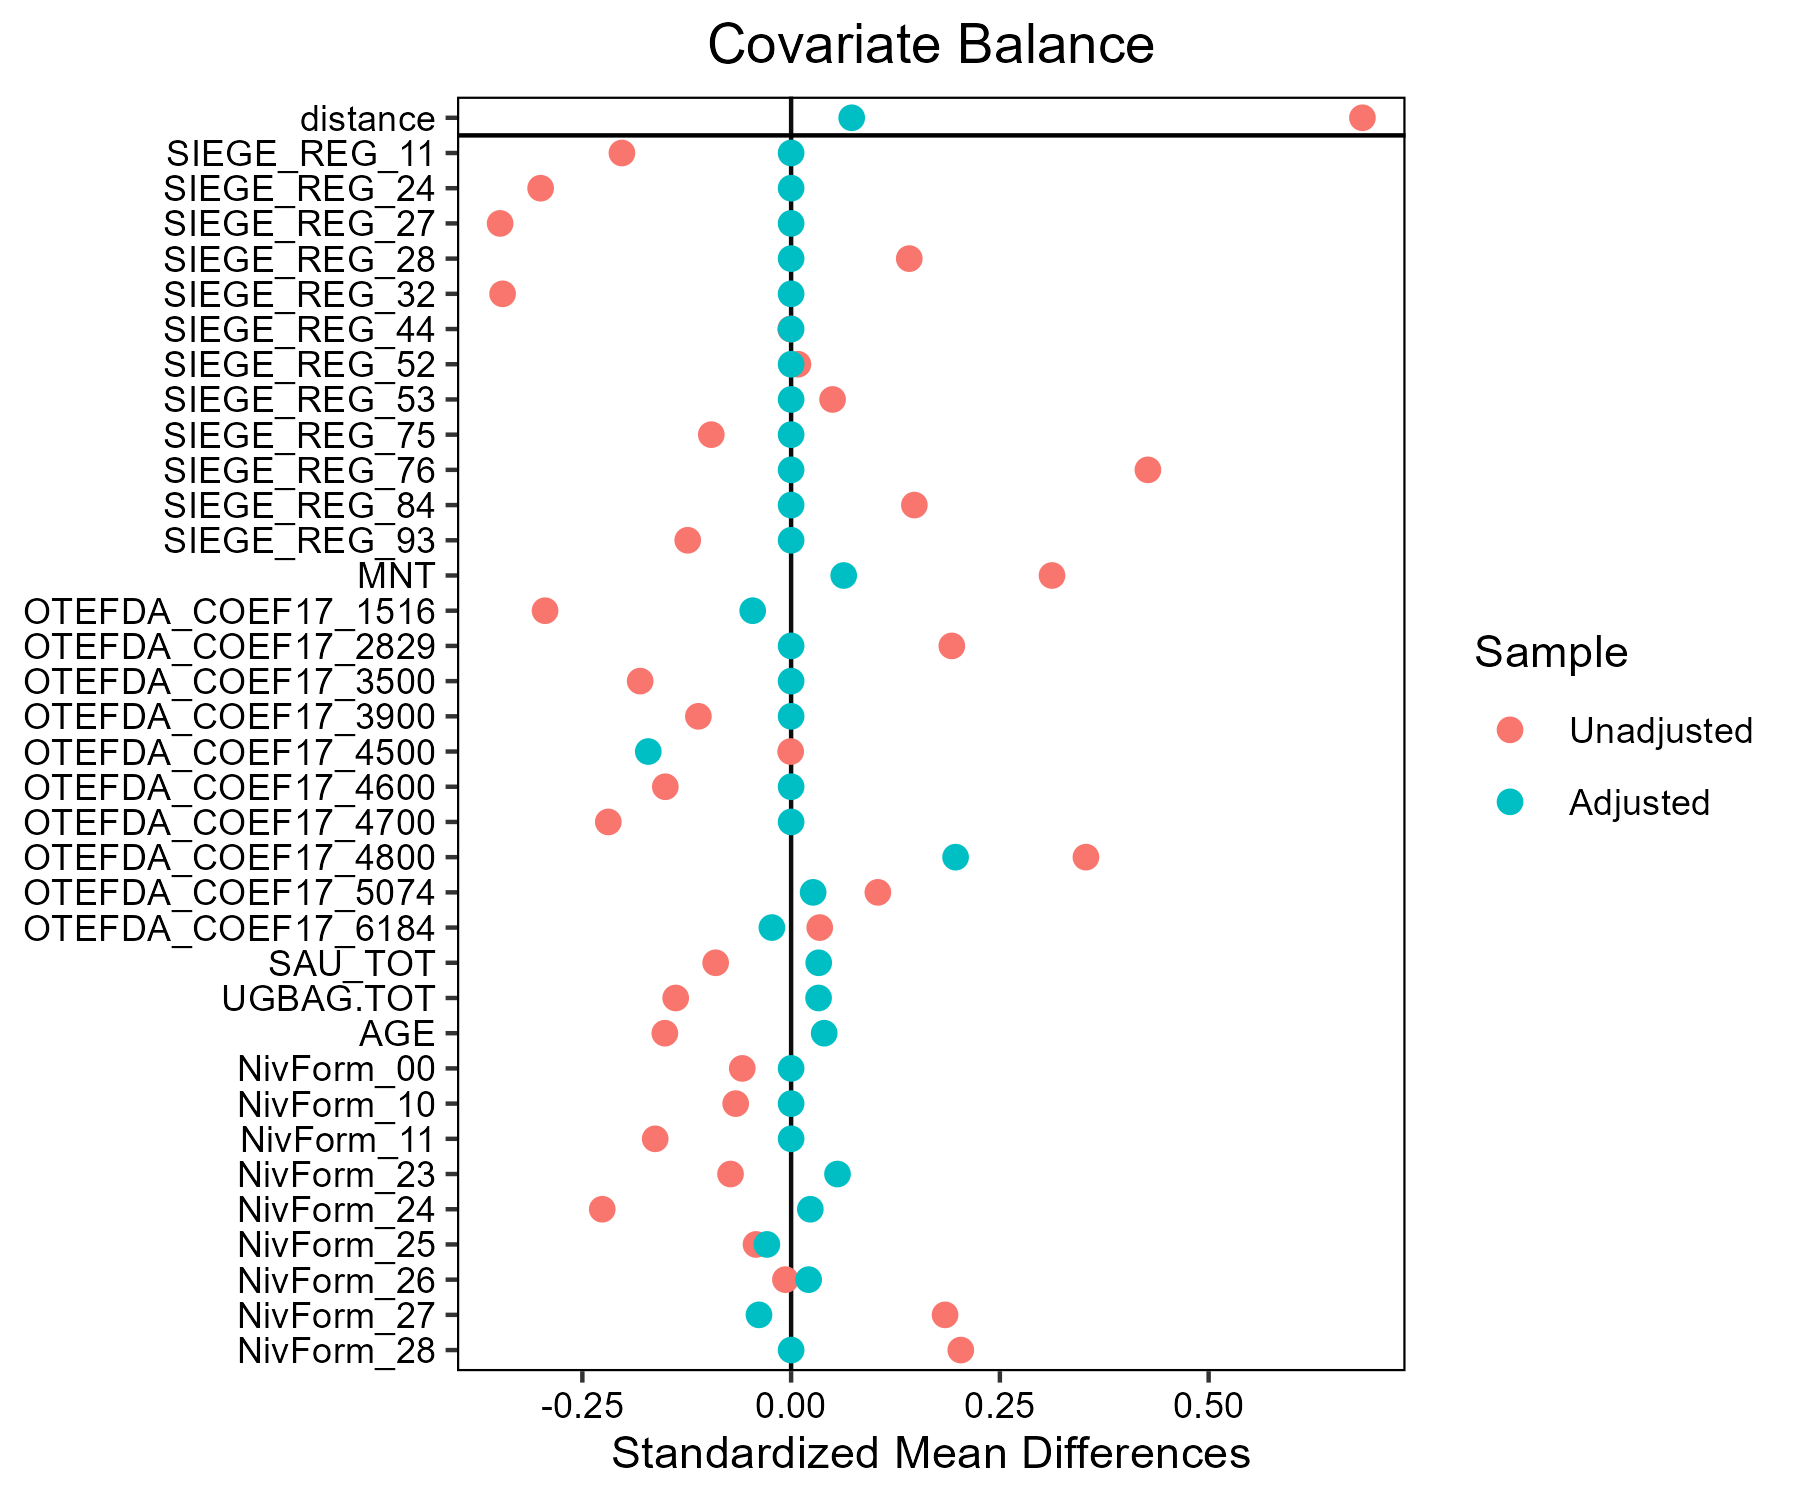 Covariate Balance
distance
SIEGE_REG_11
SIEGE_REG_24
SIEGE_REG_27
SIEGE_REG_28
SIEGE_REG_32
SIEGE_REG_44
SIEGE_REG_52
SIEGE_REG_53
SIEGE_REG_75
SIEGE_REG_76
SIEGE_REG_84
SIEGE_REG_93
MNT
OTEFDA_COEF17_1516
OTEFDA_COEF17_2829
OTEFDA_COEF17_3500
OTEFDA_COEF17_3900
OTEFDA_COEF17_4500
OTEFDA_COEF17_4600
OTEFDA_COEF17_4700
OTEFDA_COEF17_4800
OTEFDA_COEF17_5074
OTEFDA_COEF17_6184
SAU_TOT
UGBAG.TOT
AGE
NivForm_00
NivForm_10
NivForm_11
NivForm_23
NivForm_24
NivForm_25
NivForm_26
NivForm_27
NivForm_28
-0.25 0.00 0.25 0.50
Standardized Mean Differences
Sample
Unadjusted
Adjusted